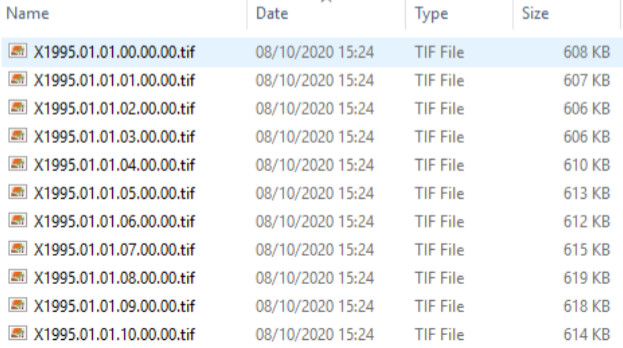 Name Date Type Size
X1995.01.01.00.00.00.tif 08/10/2020 15:24 TIF File 608 KB
X1995.01.01.01.00.00.tif 08/10/2020 15:24 TIF File 607 KB
X1995.01.01.02.00.00.tif 08/10/2020 15:24 TIF File 606 KB
X1995.01.01.03.00.00.tif 08/10/2020 15:24 TIF File 606 KB
X1995.01.01.04.00.00.tif 08/10/2020 15:24 TIF File 610 KB
X1995.01.01.05.00.00.tif 08/10/2020 15:24 TIF File 613 KB
X1995.01.01.06.00.00.tif 08/10/2020 15:24 TIF File 612 KB
X1995.01.01.07.00.00.tif 08/10/2020 15:24 TIF File 615 KB
X1995.01.01.08.00.00.tif 08/10/2020 15:24 TIF File 619 KB
X1995.01.01.09.00.00.tif 08/10/2020 15:24 TIF File 618 KB
X1995.01.01.10.00.00.tif 08/10/2020 15:24 TIF File 614 KB